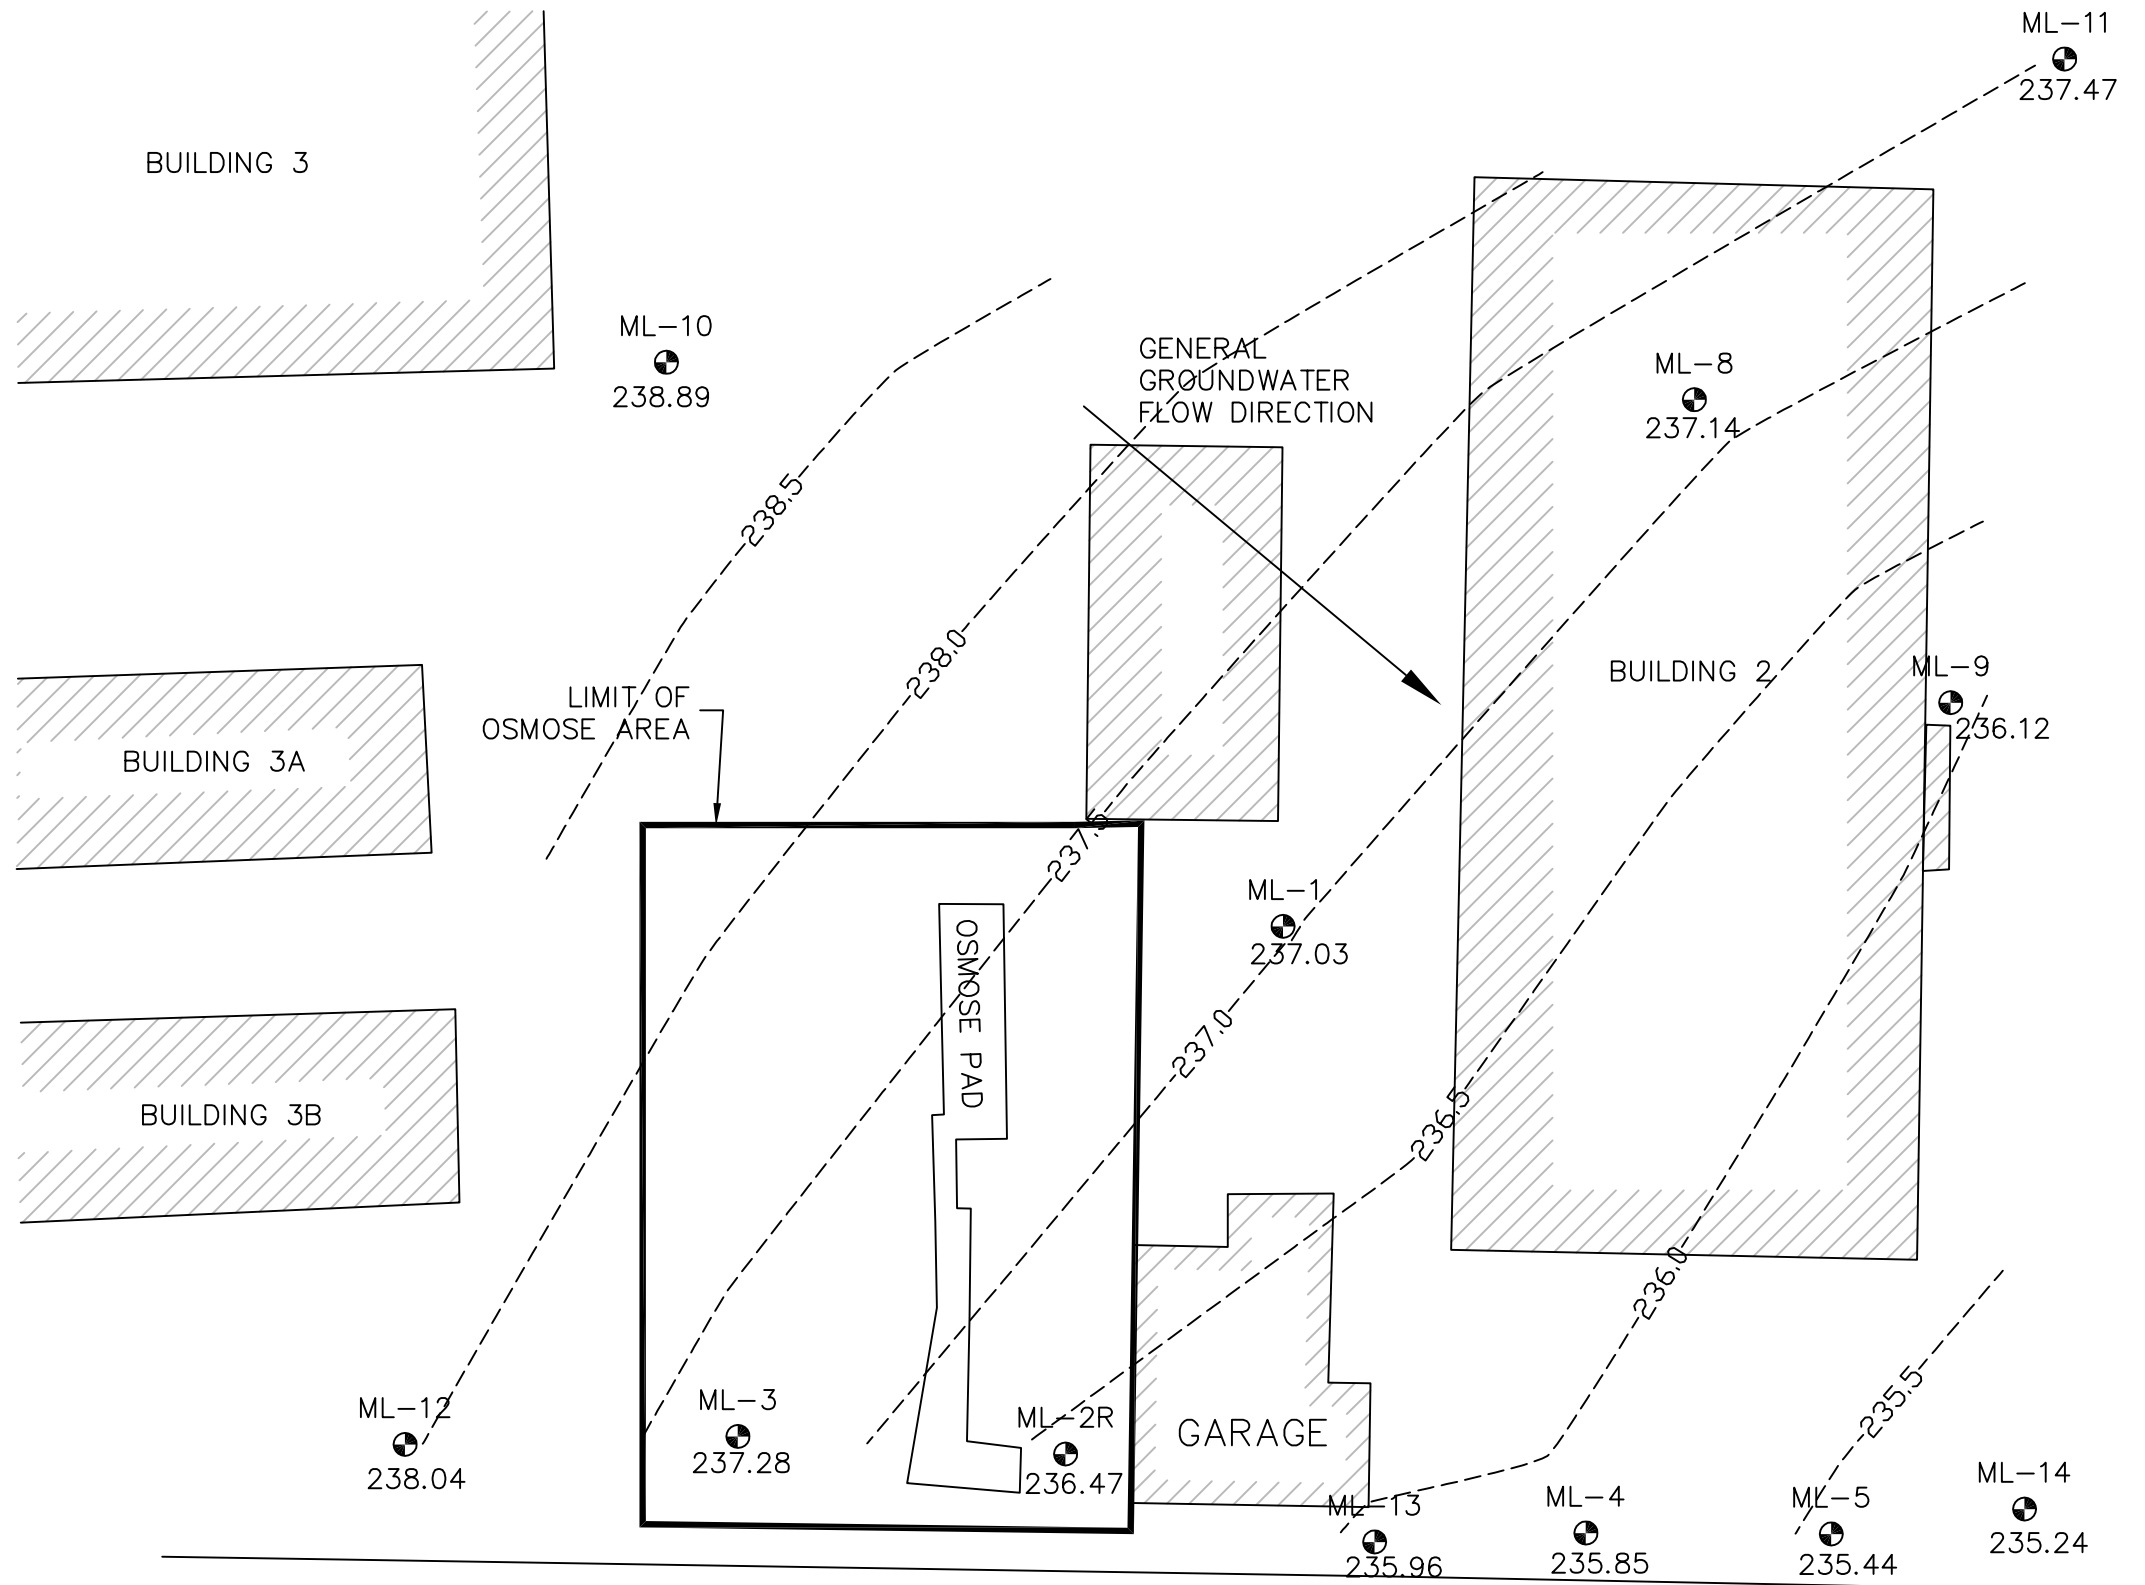 ML-11
237.47
BUILDING 3
ML-10
238.89
GENERAL
GROUNDWATER
FLOW DIRECTION
ML-8
237.14
238.5
238.0
LIMIT OF
OSMOSE AREA
BUILDING 2
ML-9
236.12
BUILDING 3A
237.5
ML-1
237.03
OSMOSE PAD
237.0
BUILDING 3B
236.5
236.0
235.5
ML-12
238.04
ML-3
237.28
ML-2R
236.47
GARAGE
ML-13
235.96
ML-4
235.85
ML-5
235.44
ML-14
235.24